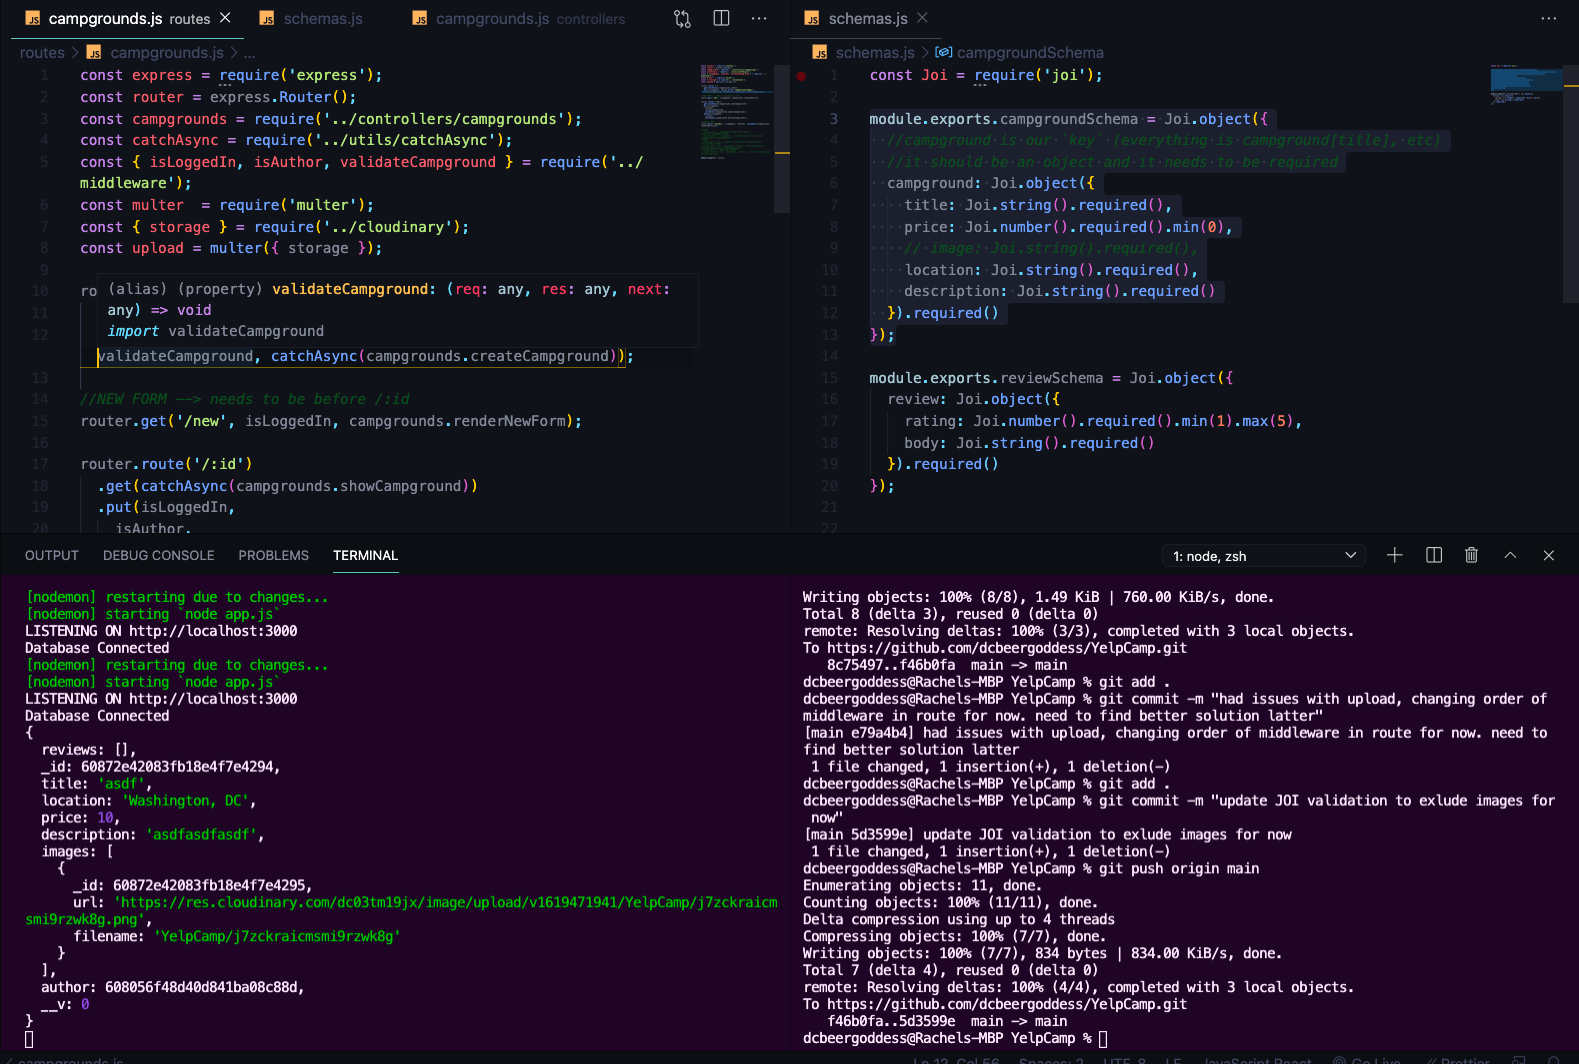 campgrounds.js routes
schemas.js
campgrounds.js controllers
routes > campgrounds.js > ...
1 const express = require('express');
2 const router = express.Router();
3 const campgrounds = require('../controllers/campgrounds');
4 const catchAsync = require('../utils/catchAsync');
5 const { isLoggedIn, isAuthor, validateCampground } = require('../
middleware');
6 const multer  = require('multer');
7 const { storage } = require('../cloudinary');
8 const upload = multer({ storage });
9
10 ro
(alias) (property) validateCampground: (req: any, res: any, next:
11
any) => void
import validateCampground
12
validateCampground, catchAsync(campgrounds.createCampground));
13
14 //NEW FORM --> needs to be before /:id
15 router.get('/new', isLoggedIn, campgrounds.renderNewForm);
16
17 router.route('/:id')
18 .get(catchAsync(campgrounds.showCampground))
19 .put(isLoggedIn,
20 isAuthor,
schemas.js
schemas.js > campgroundSchema
1 const Joi = require('joi');
2
3 module.exports.campgroundSchema = Joi.object({
4 //campground is our `key` (everything is campground[title], etc)
5 //it should be an object and it needs to be required
6 campground: Joi.object({
7 title: Joi.string().required(),
8 price: Joi.number().required().min(0),
9 // image: Joi.string().required(),
10 location: Joi.string().required(),
11 description: Joi.string().required()
12 }).required()
13 });
14
15 module.exports.reviewSchema = Joi.object({
16 review: Joi.object({
17 rating: Joi.number().required().min(1).max(5),
18 body: Joi.string().required()
19 }).required()
20 });
21
22
OUTPUT DEBUG CONSOLE PROBLEMS TERMINAL
1: node, zsh
[nodemon] restarting due to changes...
[nodemon] starting `node app.js`
LISTENING ON http://localhost:3000
Database Connected
[nodemon] restarting due to changes...
[nodemon] starting `node app.js`
LISTENING ON http://localhost:3000
Database Connected
{
reviews: [],
_id: 60872e42083fb18e4f7e4294,
title: 'asdf',
location: 'Washington, DC',
price: 10,
description: 'asdfasdfasdf',
images: [
{
_id: 60872e42083fb18e4f7e4295,
url: 'https://res.cloudinary.com/dc03tm19jx/image/upload/v1619471941/YelpCamp/j7zckraicm
smi9rzwk8g.png',
filename: 'YelpCamp/j7zckraicmsmi9rzwk8g'
}
],
author: 608056f48d40d841ba08c88d,
__v: 0
}
Writing objects: 100% (8/8), 1.49 KiB | 760.00 KiB/s, done.
Total 8 (delta 3), reused 0 (delta 0)
remote: Resolving deltas: 100% (3/3), completed with 3 local objects.
To https://github.com/dcbeergoddess/YelpCamp.git
8c75497..f46b0fa  main -> main
dcbeergoddess@Rachels-MBP YelpCamp % git add .
dcbeergoddess@Rachels-MBP YelpCamp % git commit -m "had issues with upload, changing order of
middleware in route for now. need to find better solution latter"
[main e79a4b4] had issues with upload, changing order of middleware in route for now. need to
find better solution latter
1 file changed, 1 insertion(+), 1 deletion(-)
dcbeergoddess@Rachels-MBP YelpCamp % git add .
dcbeergoddess@Rachels-MBP YelpCamp % git commit -m "update JOI validation to exlude images for
now"
[main 5d3599e] update JOI validation to exlude images for now
1 file changed, 1 insertion(+), 1 deletion(-)
dcbeergoddess@Rachels-MBP YelpCamp % git push origin main
Enumerating objects: 11, done.
Counting objects: 100% (11/11), done.
Delta compression using up to 4 threads
Compressing objects: 100% (7/7), done.
Writing objects: 100% (7/7), 834 bytes | 834.00 KiB/s, done.
Total 7 (delta 4), reused 0 (delta 0)
remote: Resolving deltas: 100% (4/4), completed with 3 local objects.
To https://github.com/dcbeergoddess/YelpCamp.git
f46b0fa..5d3599e  main -> main
dcbeergoddess@Rachels-MBP YelpCamp %
campgrounds.js
Ln 12, Col 56 Spaces: 2 UTF-8 LF JavaScript React Go Live Prettier